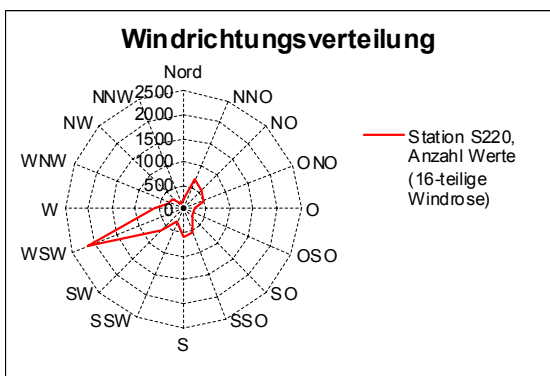 Windrichtungsverteilung
Nord
NNW
2500
NNO
NW
2000
NO
1500
WNW
1000
ONO
500
W
0
O
WSW
OSO
SW
SO
SSW
SSO
S
Station S220,
Anzahl Werte
(16-teilige
Windrose)